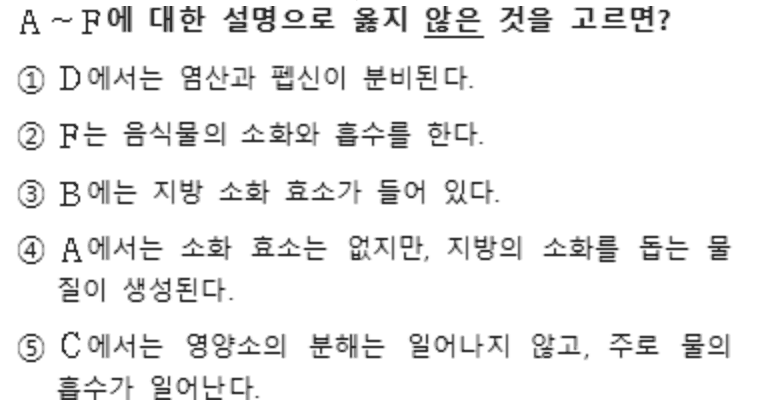 A ~ F에 대한 설명으로 옳지 않은 것을 고르면?
① D에서는 염산과 펩신이 분비된다.
② F는 음식물의 소화와 흡수를 한다.
③ B에는 지방 소화 효소가 들어 있다.
④ A에서는 소화 효소는 없지만, 지방의 소화를 돕는 물
질이 생성된다.
⑤ C에서는 영양소의 분해는 일어나지 않고, 주로 물의
흡수가 일어난다.